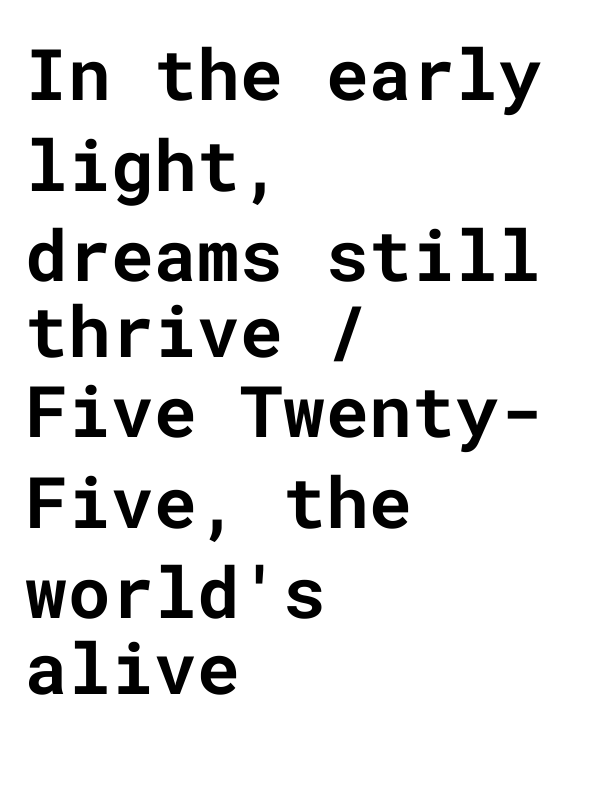 In the early
light,
dreams still
thrive /
Five Twenty-
Five, the
world's
alive